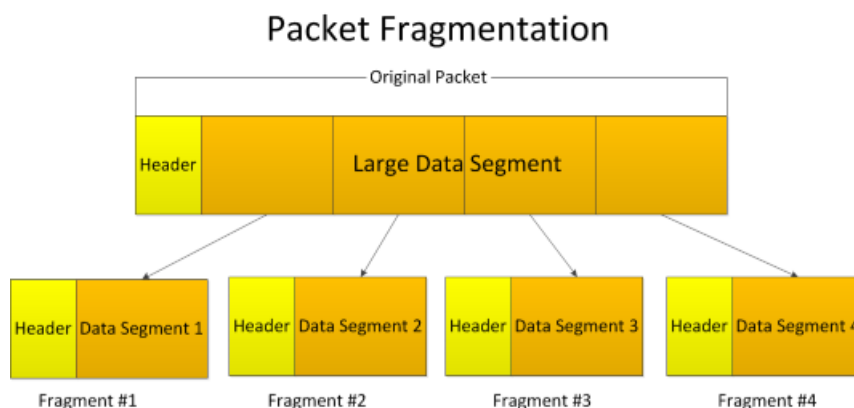 Packet Fragmentation
Original Packet
Header
Large Data Segment
Header Data Segment 1
Header Data Segment 2
Header Data Segment 3
Header Data Segment 4
Fragment #1
Fragment #2
Fragment #3
Fragment #4